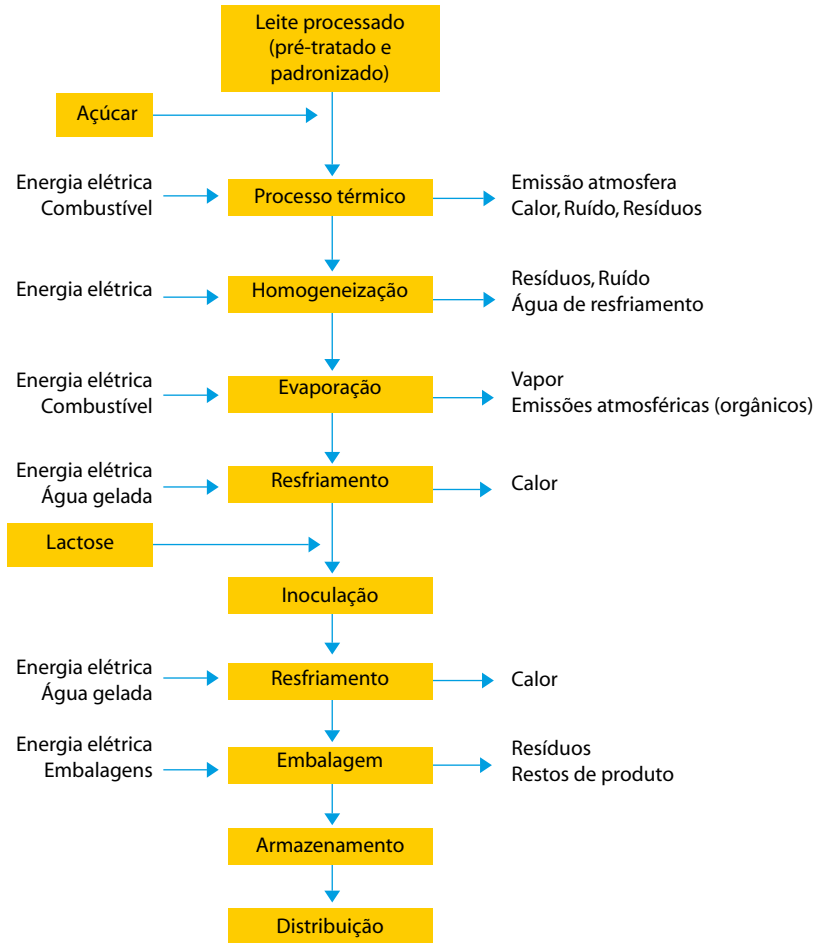 Leite processado
(pré-tratado e
padronizado)
Açúcar
Energia elétrica
Combustível
Processo térmico
Emissão atmosfera
Calor, Ruído, Resíduos
Energia elétrica
Homogeneização
Resíduos, Ruído
Água de resfriamento
Energia elétrica
Combustível
Evaporação
Vapor
Emissões atmosféricas (orgânicos)
Energia elétrica
Água gelada
Resfriamento
Calor
Lactose
Inoculação
Energia elétrica
Água gelada
Resfriamento
Calor
Energia elétrica
Embalagens
Embalagem
Resíduos
Restos de produto
Armazenamento
Distribuição